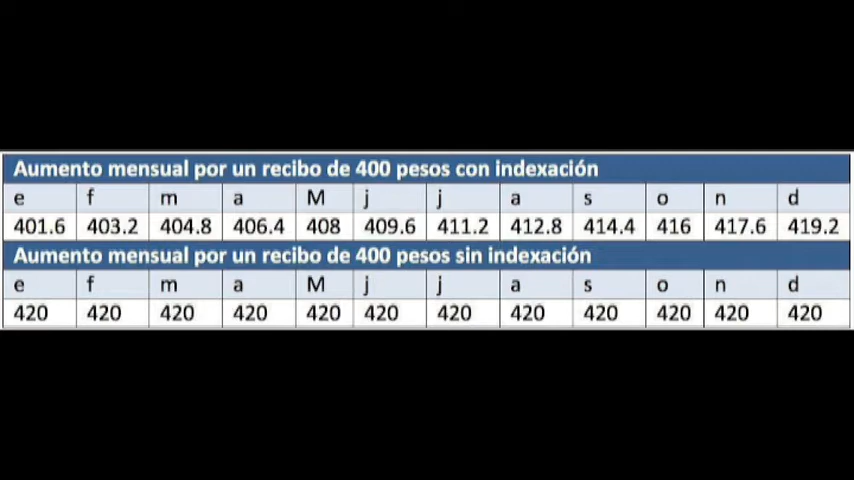 Aumento mensual por un recibo de 400 pesos con indexación
e f m a M j j a s o n d
401.6 403.2 404.8 406.4 408 409.6 411.2 412.8 414.4 416 417.6 419.2
Aumento mensual por un recibo de 400 pesos sin indexación
e f m a M j j a s o n d
420 420 420 420 420 420 420 420 420 420 420 420